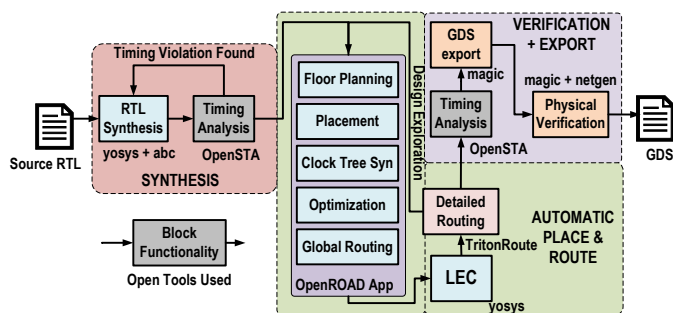 Timing Violation Found
RTL
Synthesis
Timing
Analysis
yosys + abc
OpenSTA
SYNTHESIS
Source RTL
Block
Functionality
Open Tools Used
Floor Planning
Placement
Clock Tree Syn
Optimization
Global Routing
OpenROAD App
Design Exploration
VERIFICATION
+ EXPORT
GDS
export
magic
magic + netgen
Timing
Analysis
Physical
Verification
OpenSTA
GDS
Detailed
Routing
TritonRoute
LEC
yosys
AUTOMATIC
PLACE &
ROUTE